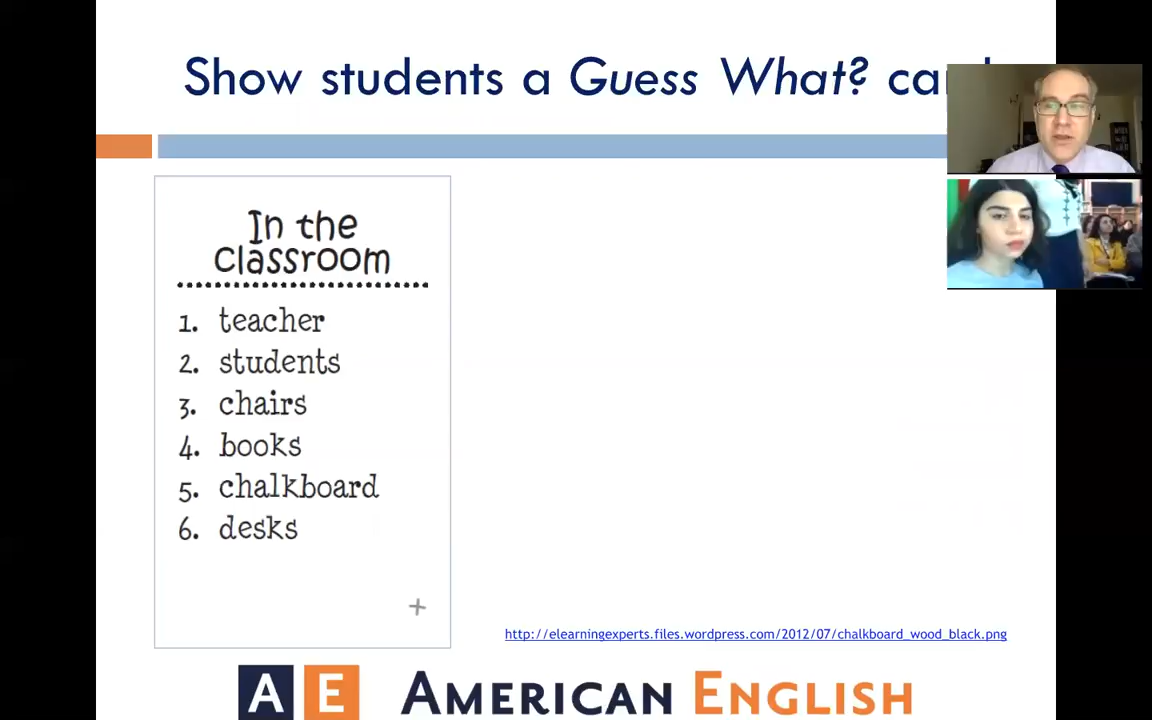 Show students a Guess What?
In the
classroom
1. teacher
2. students
3. chairs
4. books
5. chalkboard
6. desks
+
http://elearningexperts.files.wordpress.com/2012/07/chalkboard_wood_black.png
AE AMERICAN ENGLISH